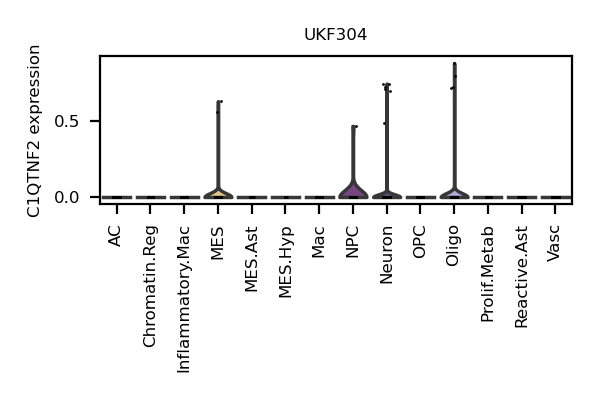 UKF304
C1QTNF2 expression
0.5
0.0
AC
Chromatin.Reg
Inflammatory.Mac
MES
MES.Ast
MES.Hyp
Mac
NPC
Neuron
OPC
Oligo
Prolif.Metab
Reactive.Ast
Vasc